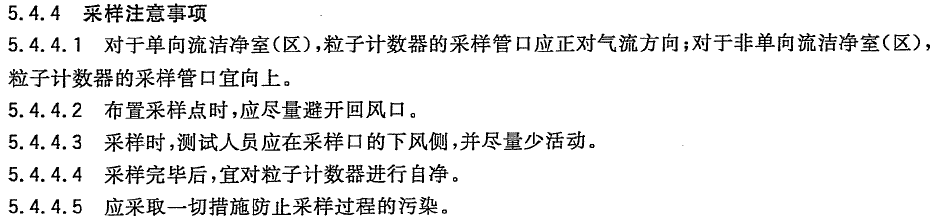 5.4.4 采样注意事项
5.4.4.1 对于单向流洁净室(区),粒子计数器的采样管口应正对气流方向;对于非单向流洁净室(区),
粒子计数器的采样管口宜向上。
5.4.4.2 布置采样点时,应尽量避开回风口。
5.4.4.3 采样时,测试人员应在采样口的下风侧,并尽量少活动。
5.4.4.4 采样完毕后,宜对粒子计数器进行自净。
5.4.4.5 应采取一切措施防止采样过程的污染。